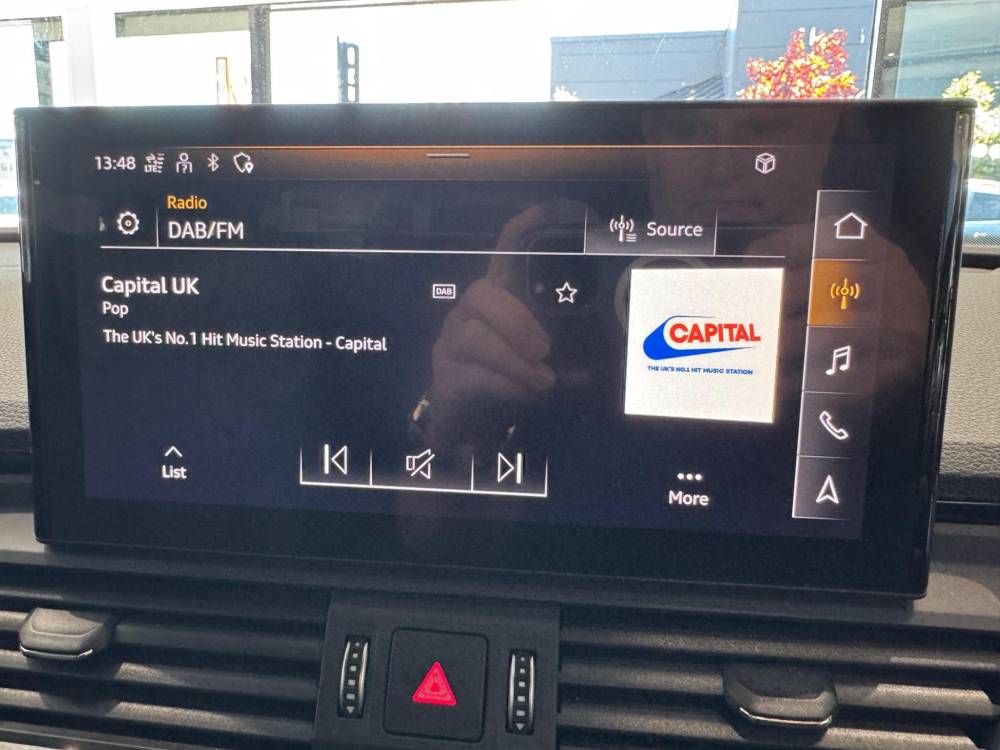 13:48 LTE
Radio
DAB/FM
Source
Capital UK
DAB
Pop
The UK's No.1 Hit Music Station - Capital
CAPITAL
THE UK'S NO.1 HIT MUSIC STATION
List
More